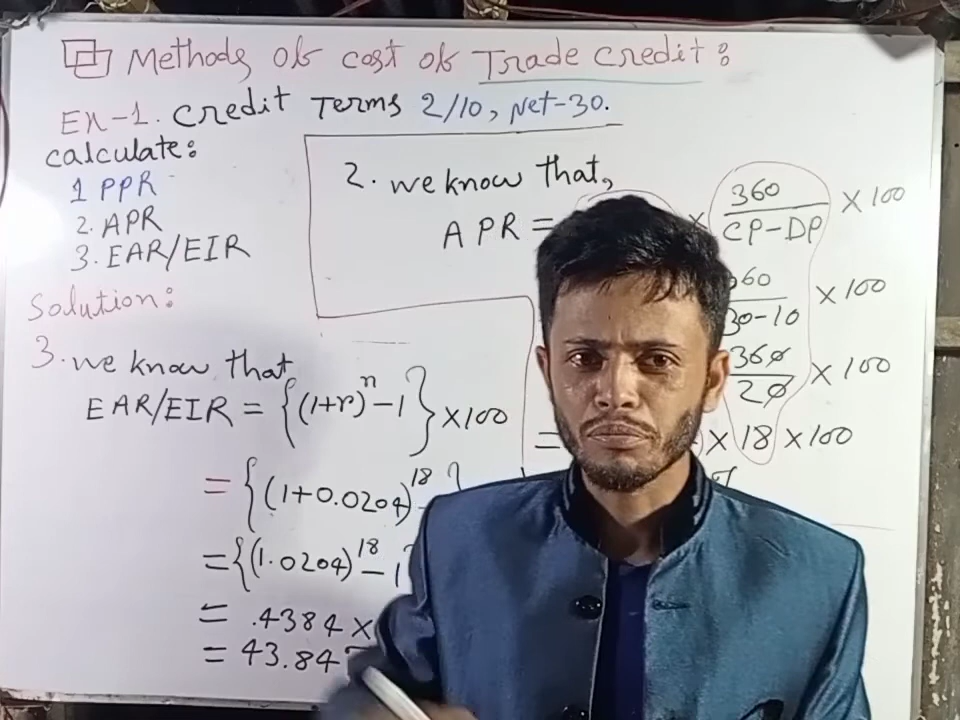 Methods of cost of Trade credit:
Ex-1. Credit Terms 2/10, Net-30.
calculate:
1 PPR
2. APR
3. EAR/EIR
Solution:
2. we know that,
APR = × 360/CP-DP × 100
360/30-10 × 100
360/20 × 100
= × 18 × 100
3. we know that
EAR/EIR = {(1+r)^n - 1} × 100
= {(1+0.0204)^18 -
= {(1.0204)^18 - 1
= .4384 ×
= 43.84